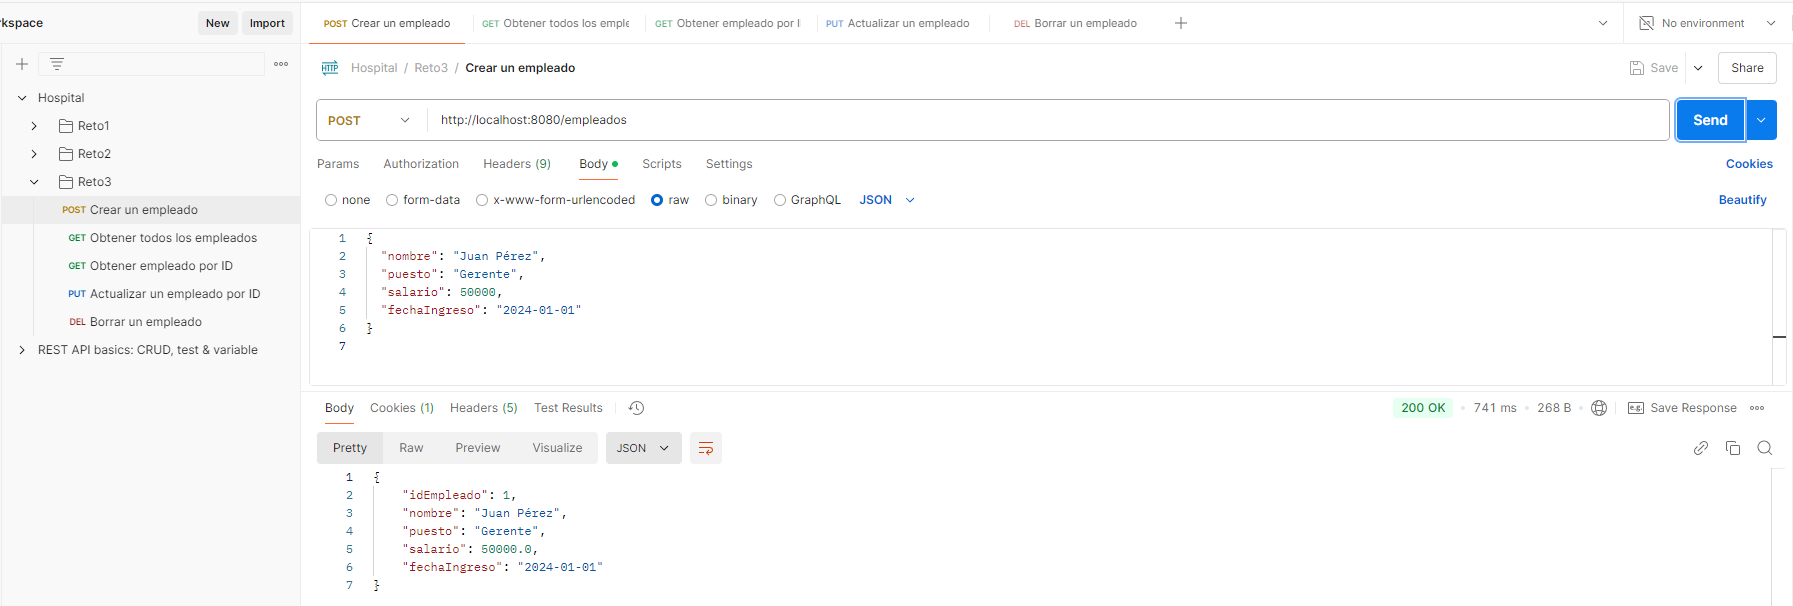 rkspace
New
Import
POST Crear un empleado
GET Obtener todos los emple
GET Obtener empleado por I
PUT Actualizar un empleado
DEL Borrar un empleado
No environment
Hospital
Reto1
Reto2
Reto3
POST Crear un empleado
GET Obtener todos los empleados
GET Obtener empleado por ID
PUT Actualizar un empleado por ID
DEL Borrar un empleado
REST API basics: CRUD, test & variable
HTTP Hospital / Reto3 / Crear un empleado
Save
Share
POST
http://localhost:8080/empleados
Send
Params Authorization Headers (9) Body Scripts Settings
Cookies
none form-data x-www-form-urlencoded raw binary GraphQL JSON
Beautify
1 {
2 "nombre": "Juan Pérez",
3 "puesto": "Gerente",
4 "salario": 50000,
5 "fechaIngreso": "2024-01-01"
6 }
7
Body Cookies (1) Headers (5) Test Results
200 OK • 741 ms • 268 B •
e.g. Save Response
Pretty Raw Preview Visualize JSON
1 {
2 "idEmpleado": 1,
3 "nombre": "Juan Pérez",
4 "puesto": "Gerente",
5 "salario": 50000.0,
6 "fechaIngreso": "2024-01-01"
7 }